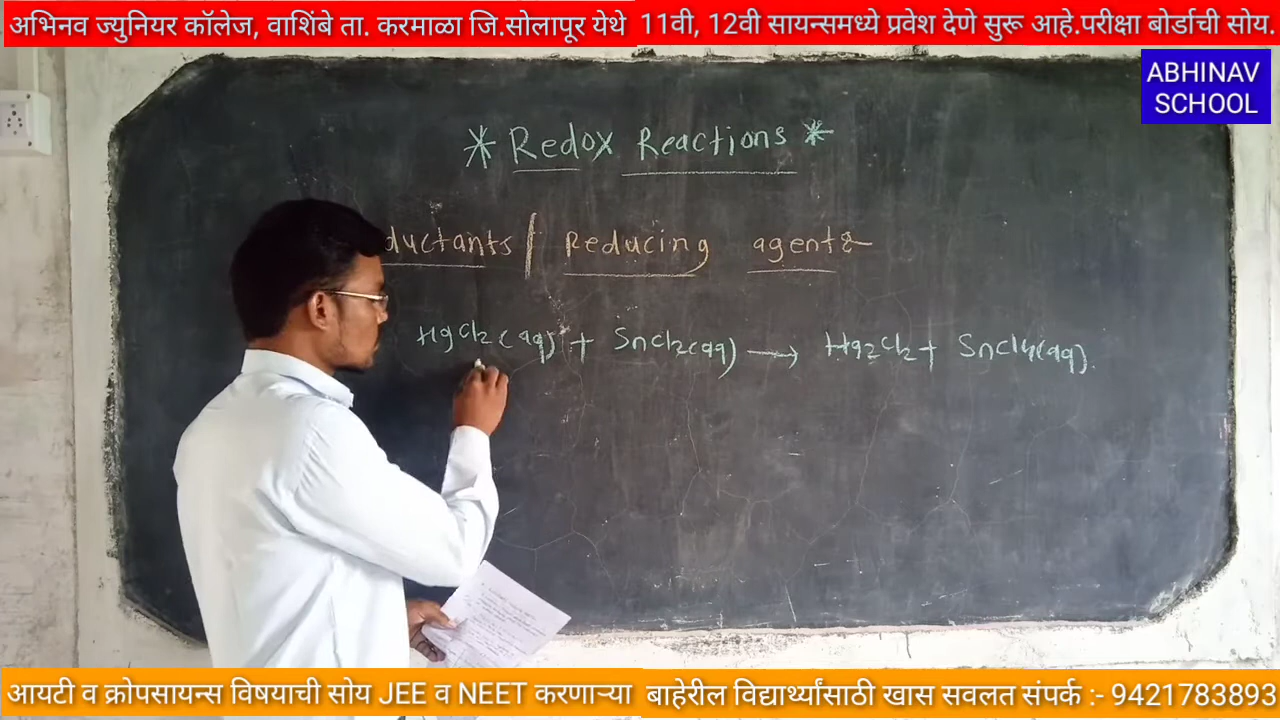 अभिनव ज्युनियर कॉलेज, वाशिंबे ता. करमाळा जि.सोलापूर येथे 11वी, 12वी सायन्समध्ये प्रवेश देणे सुरू आहे.परीक्षा बोर्डाची सोय.
ABHINAV
SCHOOL
* Redox Reactions *
ductants / Reducing agents
HgCl2(aq) + SnCl2(aq) → Hg2Cl2 + SnCl4(aq).
आयटी व क्रोपसायन्स विषयाची सोय JEE व NEET करणाऱ्या बाहेरील विद्यार्थ्यांसाठी खास सवलत संपर्क :- 9421783893